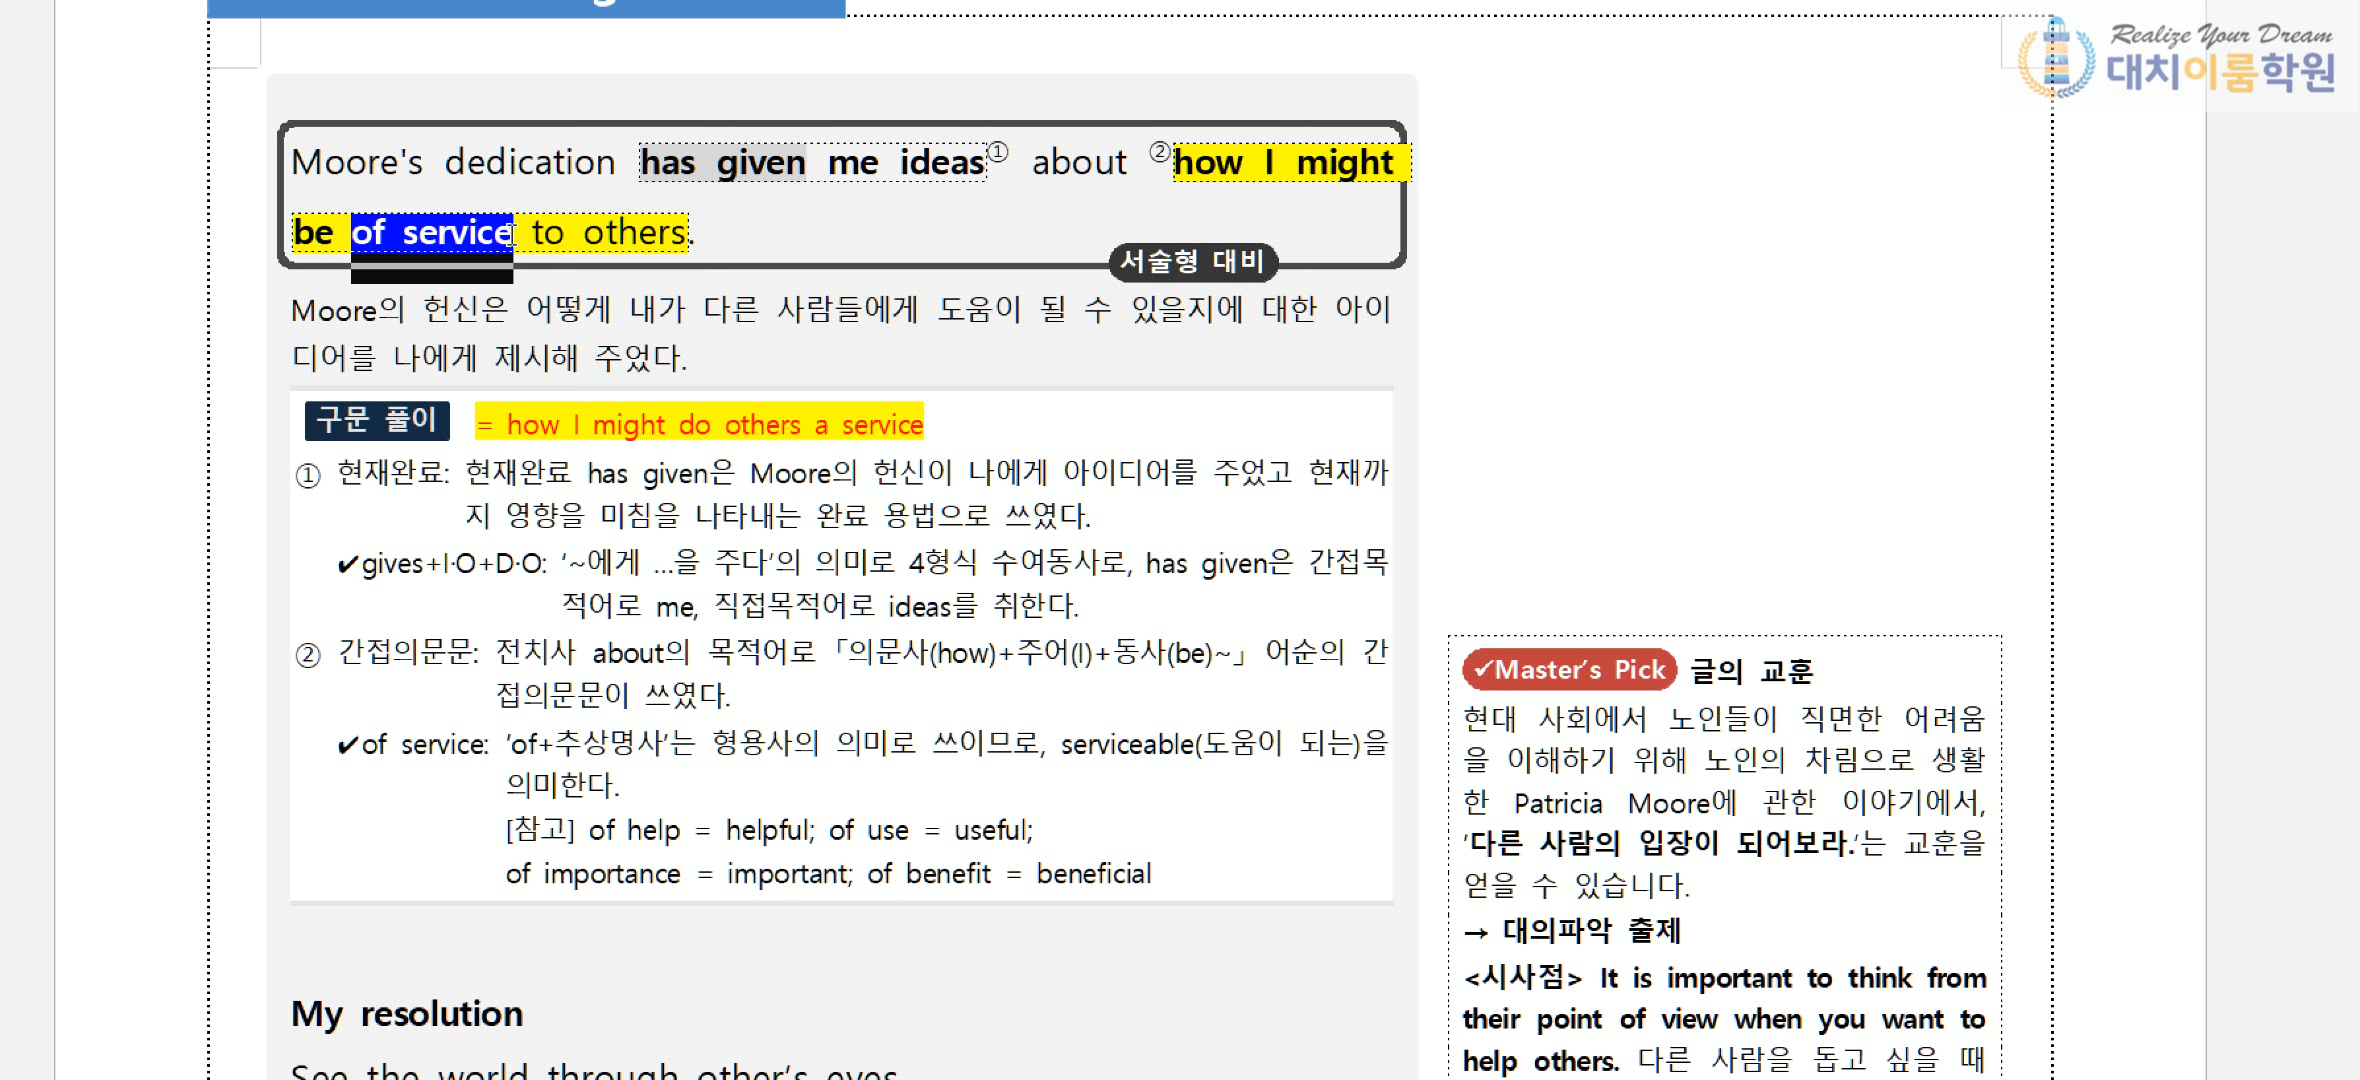 Realize Your Dream
대치이룸학원
Moore's dedication has given me ideas① about ②how I might
be of service to others.
서술형 대비
Moore의 헌신은 어떻게 내가 다른 사람들에게 도움이 될 수 있을지에 대한 아이
디어를 나에게 제시해 주었다.
구문 풀이 = how I might do others a service
① 현재완료: 현재완료 has given은 Moore의 헌신이 나에게 아이디어를 주었고 현재까
지 영향을 미침을 나타내는 완료 용법으로 쓰였다.
✔gives+I·O+D·O: '~에게 …을 주다'의 의미로 4형식 수여동사로, has given은 간접목
적어로 me, 직접목적어로 ideas를 취한다.
② 간접의문문: 전치사 about의 목적어로 「의문사(how)+주어(I)+동사(be)~」 어순의 간
접의문문이 쓰였다.
✔of service: 'of+추상명사'는 형용사의 의미로 쓰이므로, serviceable(도움이 되는)을
의미한다.
[참고] of help = helpful; of use = useful;
of importance = important; of benefit = beneficial
My resolution
See the world through other's eyes
✓Master's Pick 글의 교훈
현대 사회에서 노인들이 직면한 어려움
을 이해하기 위해 노인의 차림으로 생활
한 Patricia Moore에 관한 이야기에서,
'다른 사람의 입장이 되어보라.'는 교훈을
얻을 수 있습니다.
→ 대의파악 출제
<시사점> It is important to think from
their point of view when you want to
help others. 다른 사람을 돕고 싶을 때